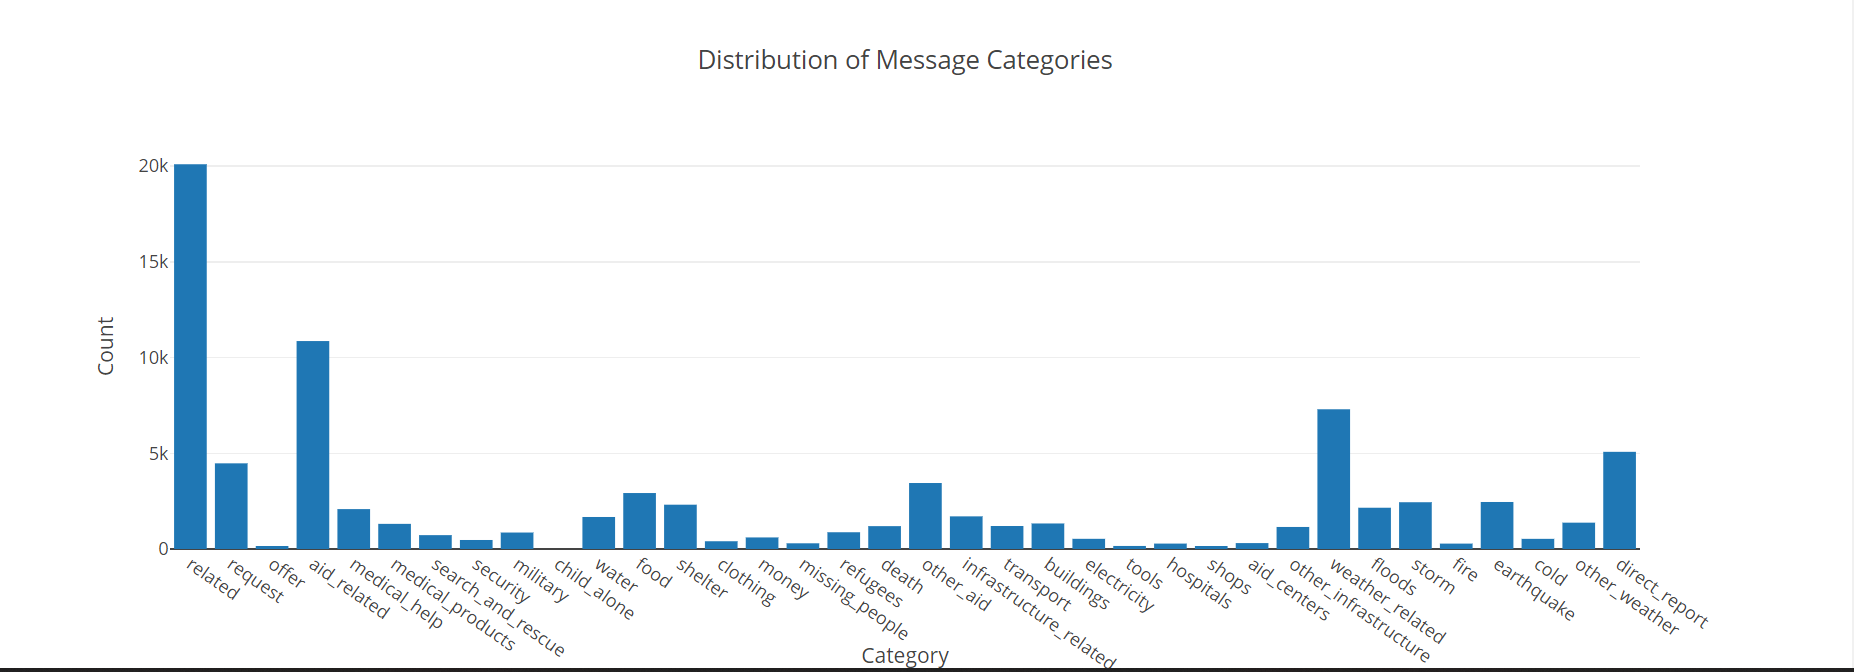 Distribution of Message Categories
20k
15k
10k
5k
0
Count
related
request
offer
aid_related
medical_help
medical_products
search_and_rescue
security
military
child_alone
water
food
shelter
clothing
money
missing_people
refugees
death
other_aid
infrastructure_related
transport
buildings
electricity
tools
hospitals
shops
aid_centers
other_infrastructure
weather_related
floods
storm
fire
earthquake
cold
other_weather
direct_report
Category